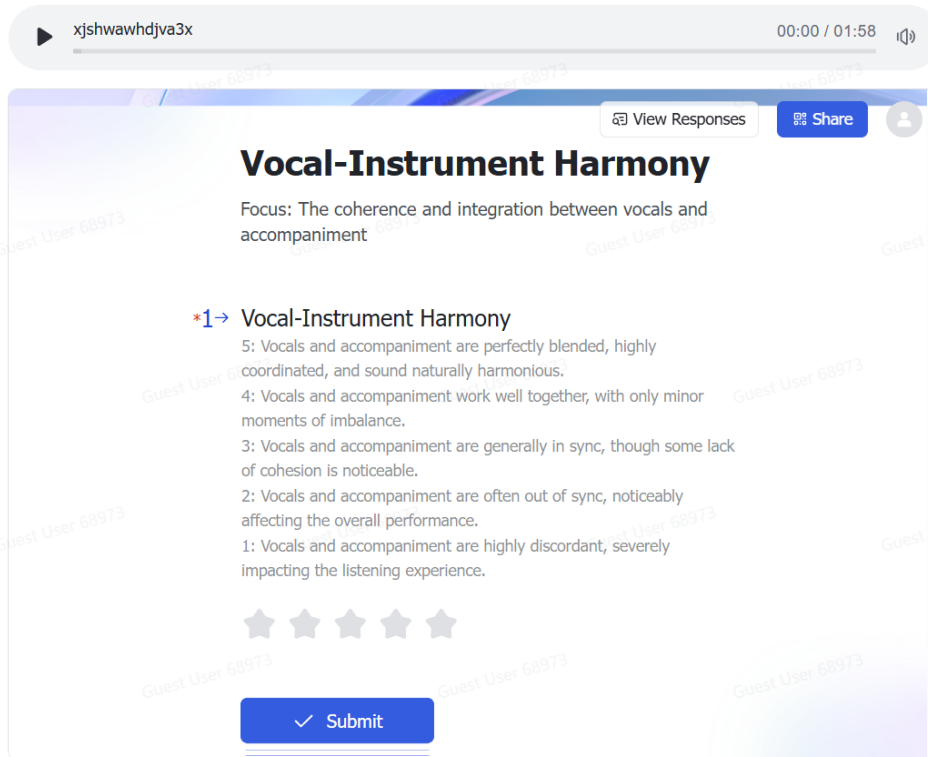 xjshwawhdjva3x
00:00 / 01:58
View Responses
Share
Vocal-Instrument Harmony
Focus: The coherence and integration between vocals and
accompaniment
*1→ Vocal-Instrument Harmony
5: Vocals and accompaniment are perfectly blended, highly
coordinated, and sound naturally harmonious.
4: Vocals and accompaniment work well together, with only minor
moments of imbalance.
3: Vocals and accompaniment are generally in sync, though some lack
of cohesion is noticeable.
2: Vocals and accompaniment are often out of sync, noticeably
affecting the overall performance.
1: Vocals and accompaniment are highly discordant, severely
impacting the listening experience.
Submit
Guest User 68973